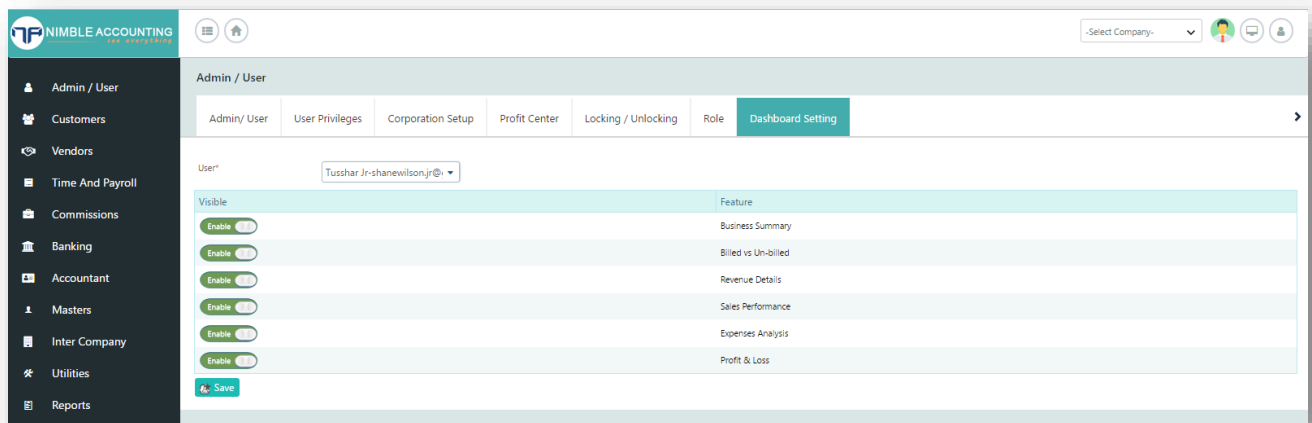 NIMBLE ACCOUNTING
see everything
-Select Company-
Admin / User
Customers
Vendors
Time And Payroll
Commissions
Banking
Accountant
Masters
Inter Company
Utilities
Reports
Admin / User
Admin/ User User Privileges Corporation Setup Profit Center Locking / Unlocking Role Dashboard Setting
User* Tusshar Jr-shanewilson.jr@
Visible Feature
Enable Business Summary
Enable Billed vs Un-billed
Enable Revenue Details
Enable Sales Performance
Enable Expenses Analysis
Enable Profit & Loss
Save